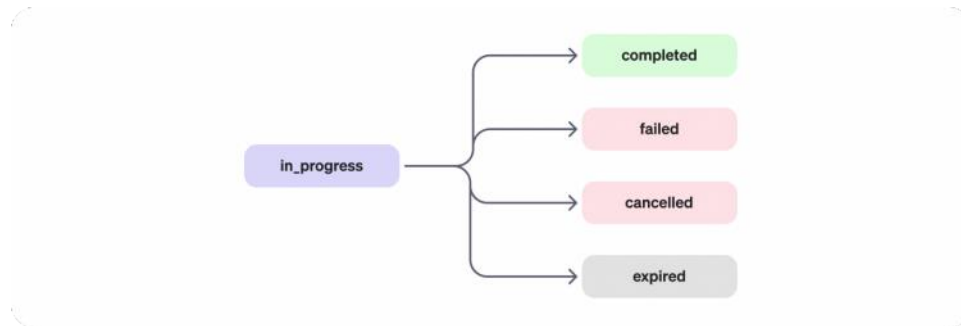 in_progress
completed
failed
cancelled
expired